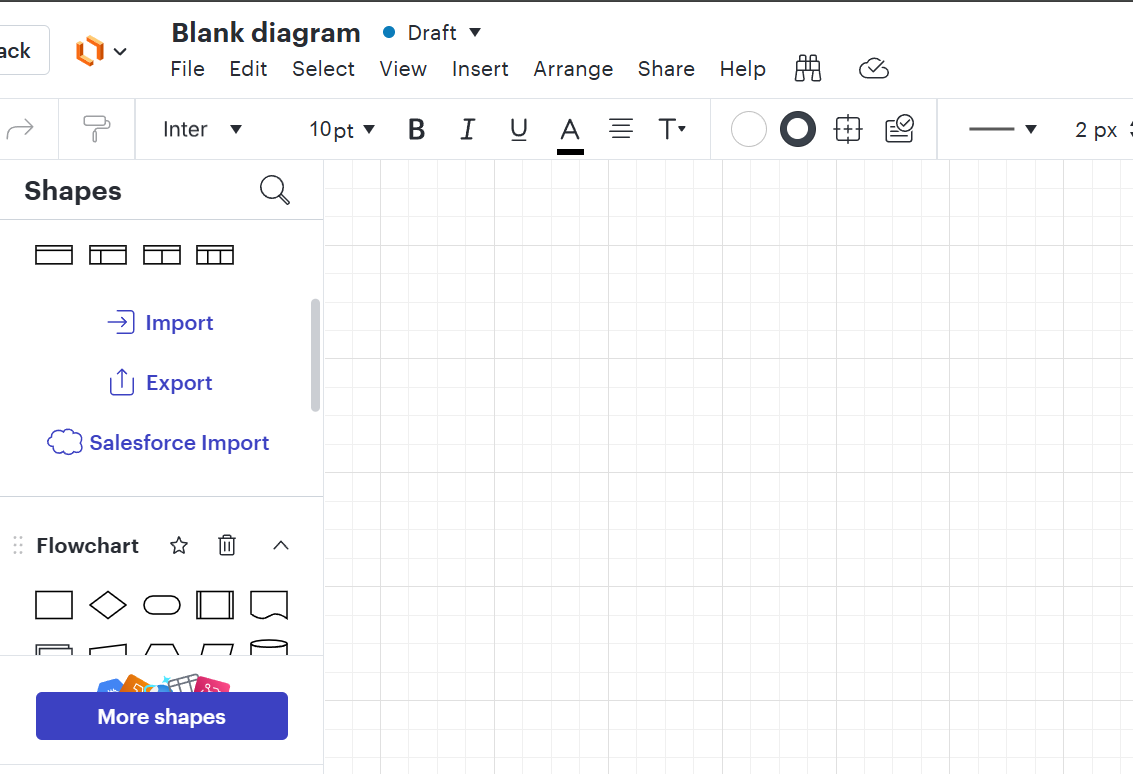 Blank diagram Draft
ack
File Edit Select View Insert Arrange Share Help
Inter 10pt B I U A T 2 px
Shapes
Import
Export
Salesforce Import
Flowchart
More shapes